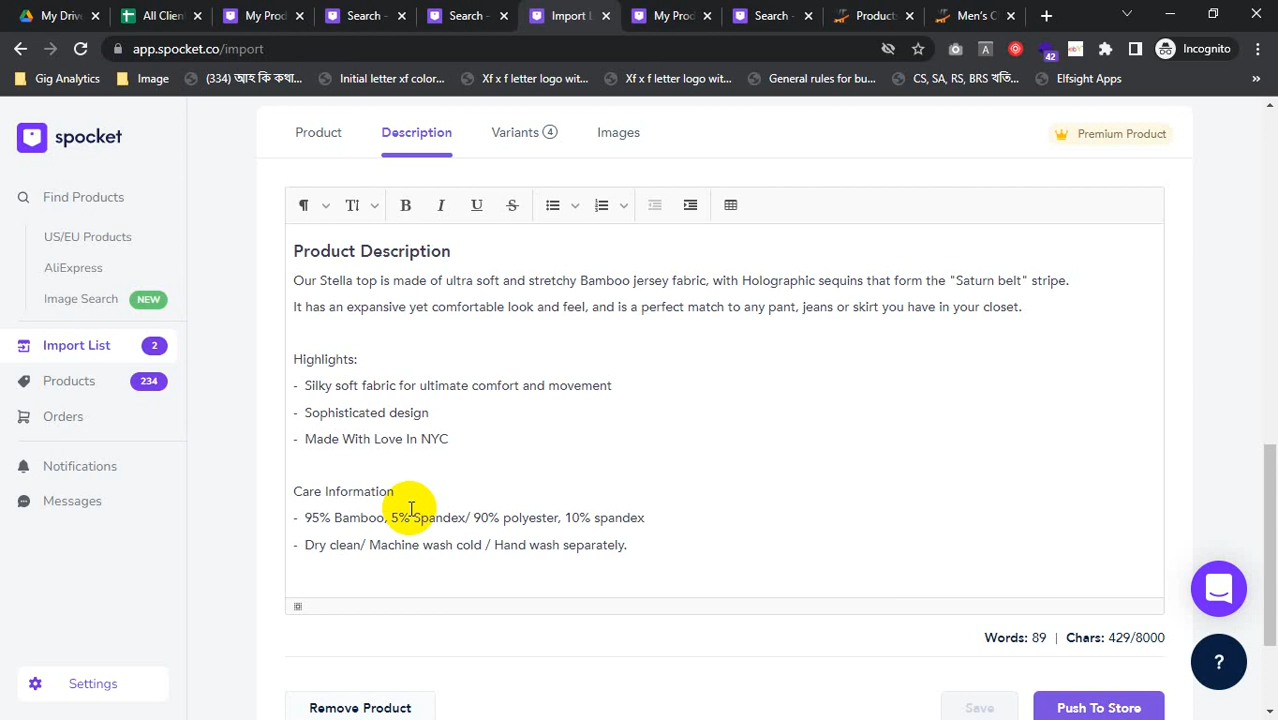 My Driv
All Clien
My Prod
Search -
Search -
Import L
My Prod
Search -
Product
Men's C
app.spocket.co/import
Incognito
Gig Analytics
Image
(334) আয কি কথা...
Initial letter xf color...
Xf x f letter logo wit...
Xf x f letter logo wit...
General rules for bu...
CS, SA, RS, BRS খতি...
Elfsight Apps
»
42
spocket
Find Products
US/EU Products
AliExpress
Image Search NEW
Import List 2
Products 234
Orders
Notifications
Messages
Settings
Product
Description
Variants 4
Images
Premium Product
Product Description
Our Stella top is made of ultra soft and stretchy Bamboo jersey fabric, with Holographic sequins that form the "Saturn belt" stripe.
It has an expansive yet comfortable look and feel, and is a perfect match to any pant, jeans or skirt you have in your closet.
Highlights:
- Silky soft fabric for ultimate comfort and movement
- Sophisticated design
- Made With Love In NYC
Care Information
- 95% Bamboo, 5% Spandex/ 90% polyester, 10% spandex
- Dry clean/ Machine wash cold / Hand wash separately.
Words: 89 | Chars: 429/8000
Remove Product
Save
Push To Store
?